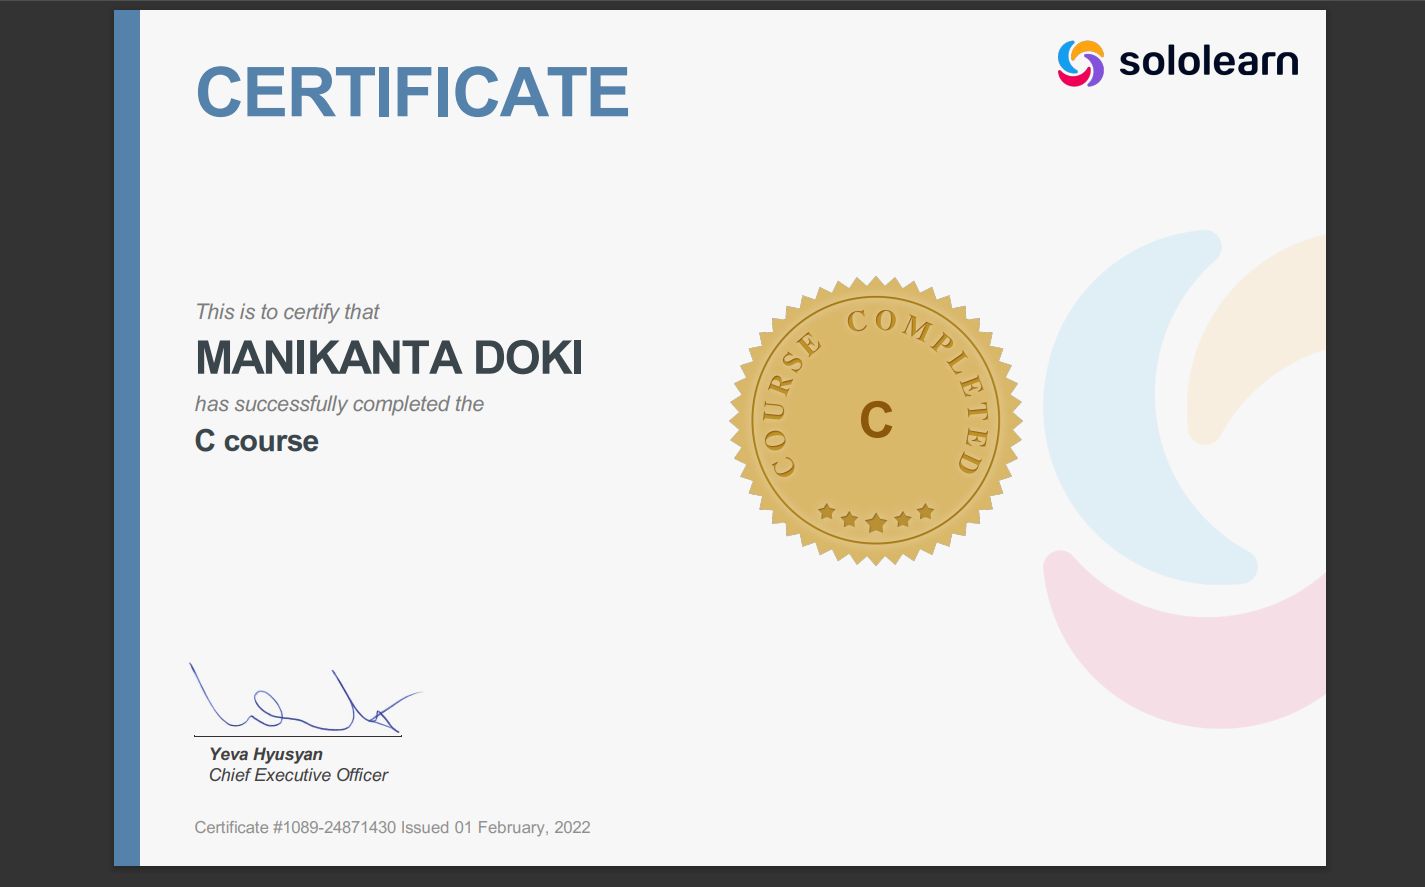 CERTIFICATE
sololearn
This is to certify that
MANIKANTA DOKI
has successfully completed the
C course
COURSE COMPLETED
C
Yeva Hyusyan
Chief Executive Officer
Certificate #1089-24871430 Issued 01 February, 2022